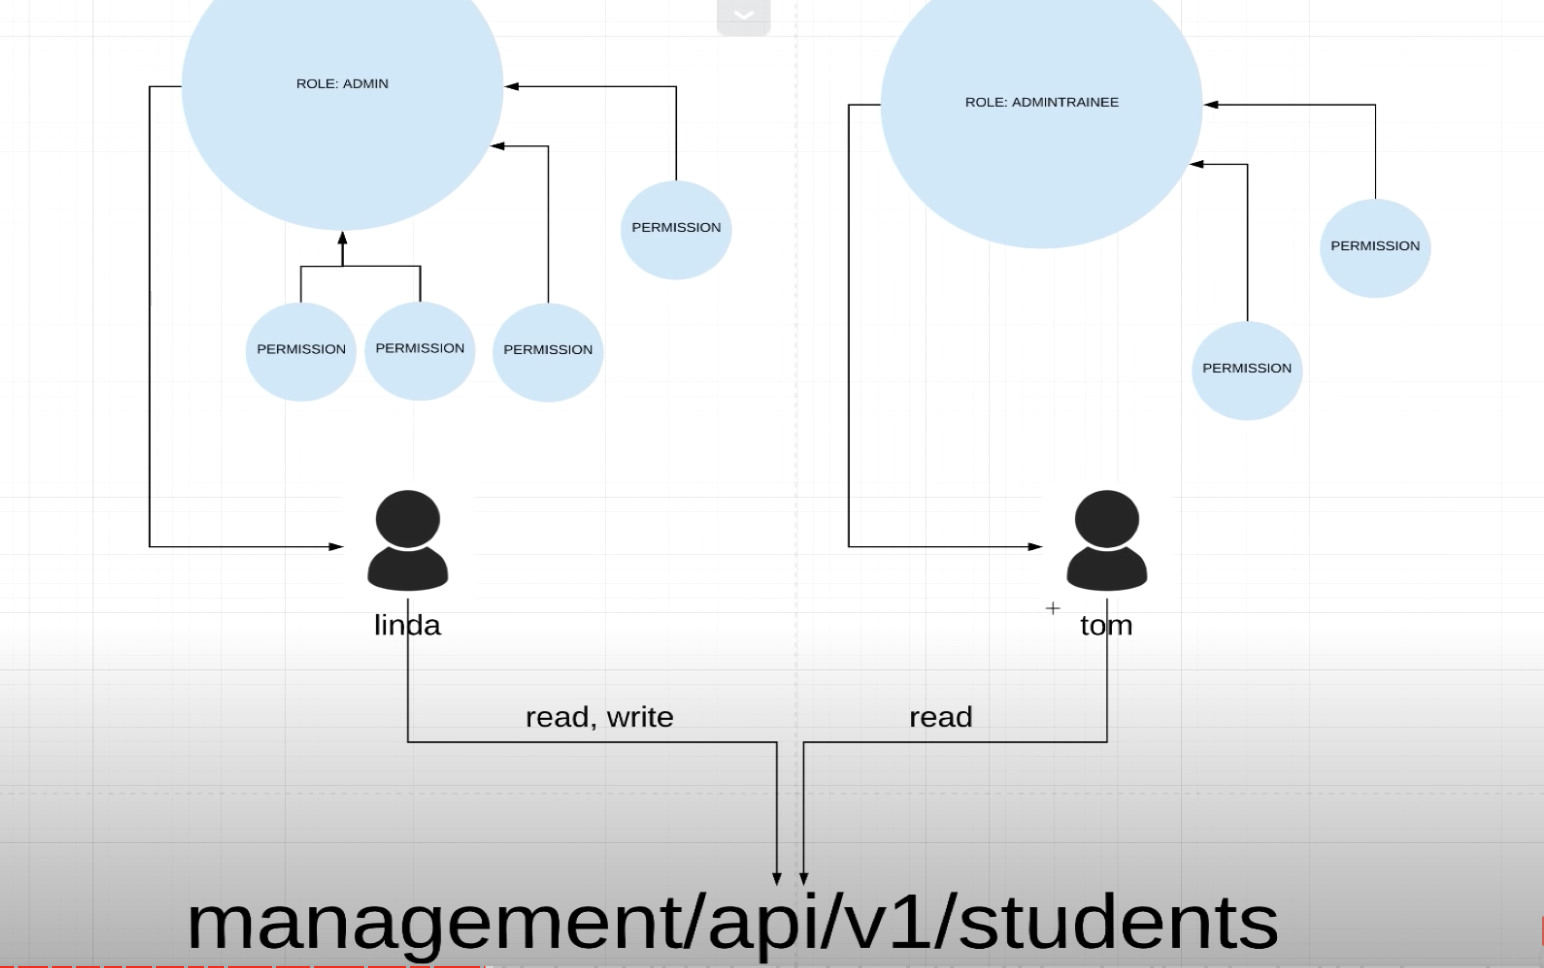 ROLE: ADMIN
PERMISSION
PERMISSION
PERMISSION
PERMISSION
linda
read, write
ROLE: ADMINTRAINEE
PERMISSION
PERMISSION
tom
read
management/api/v1/students